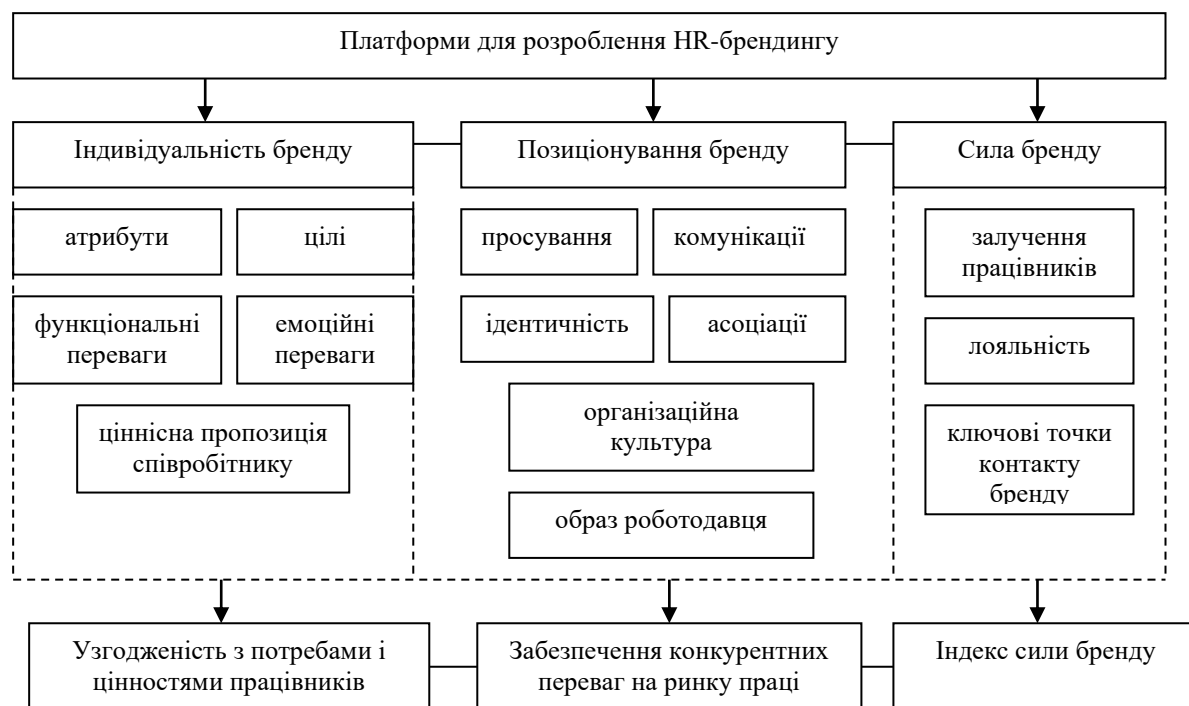 Платформи для розроблення HR-брендингу
Індивідуальність бренду
Позиціонування бренду
Сила бренду
атрибути
цілі
функціональні
переваги
емоційні
переваги
ціннісна пропозиція
співробітнику
просування
комунікації
ідентичність
асоціації
організаційна
культура
образ роботодавця
залучення
працівників
лояльність
ключові точки
контакту
бренду
Узгодженість з потребами і
цінностями працівників
Забезпечення конкурентних
переваг на ринку праці
Індекс сили бренду